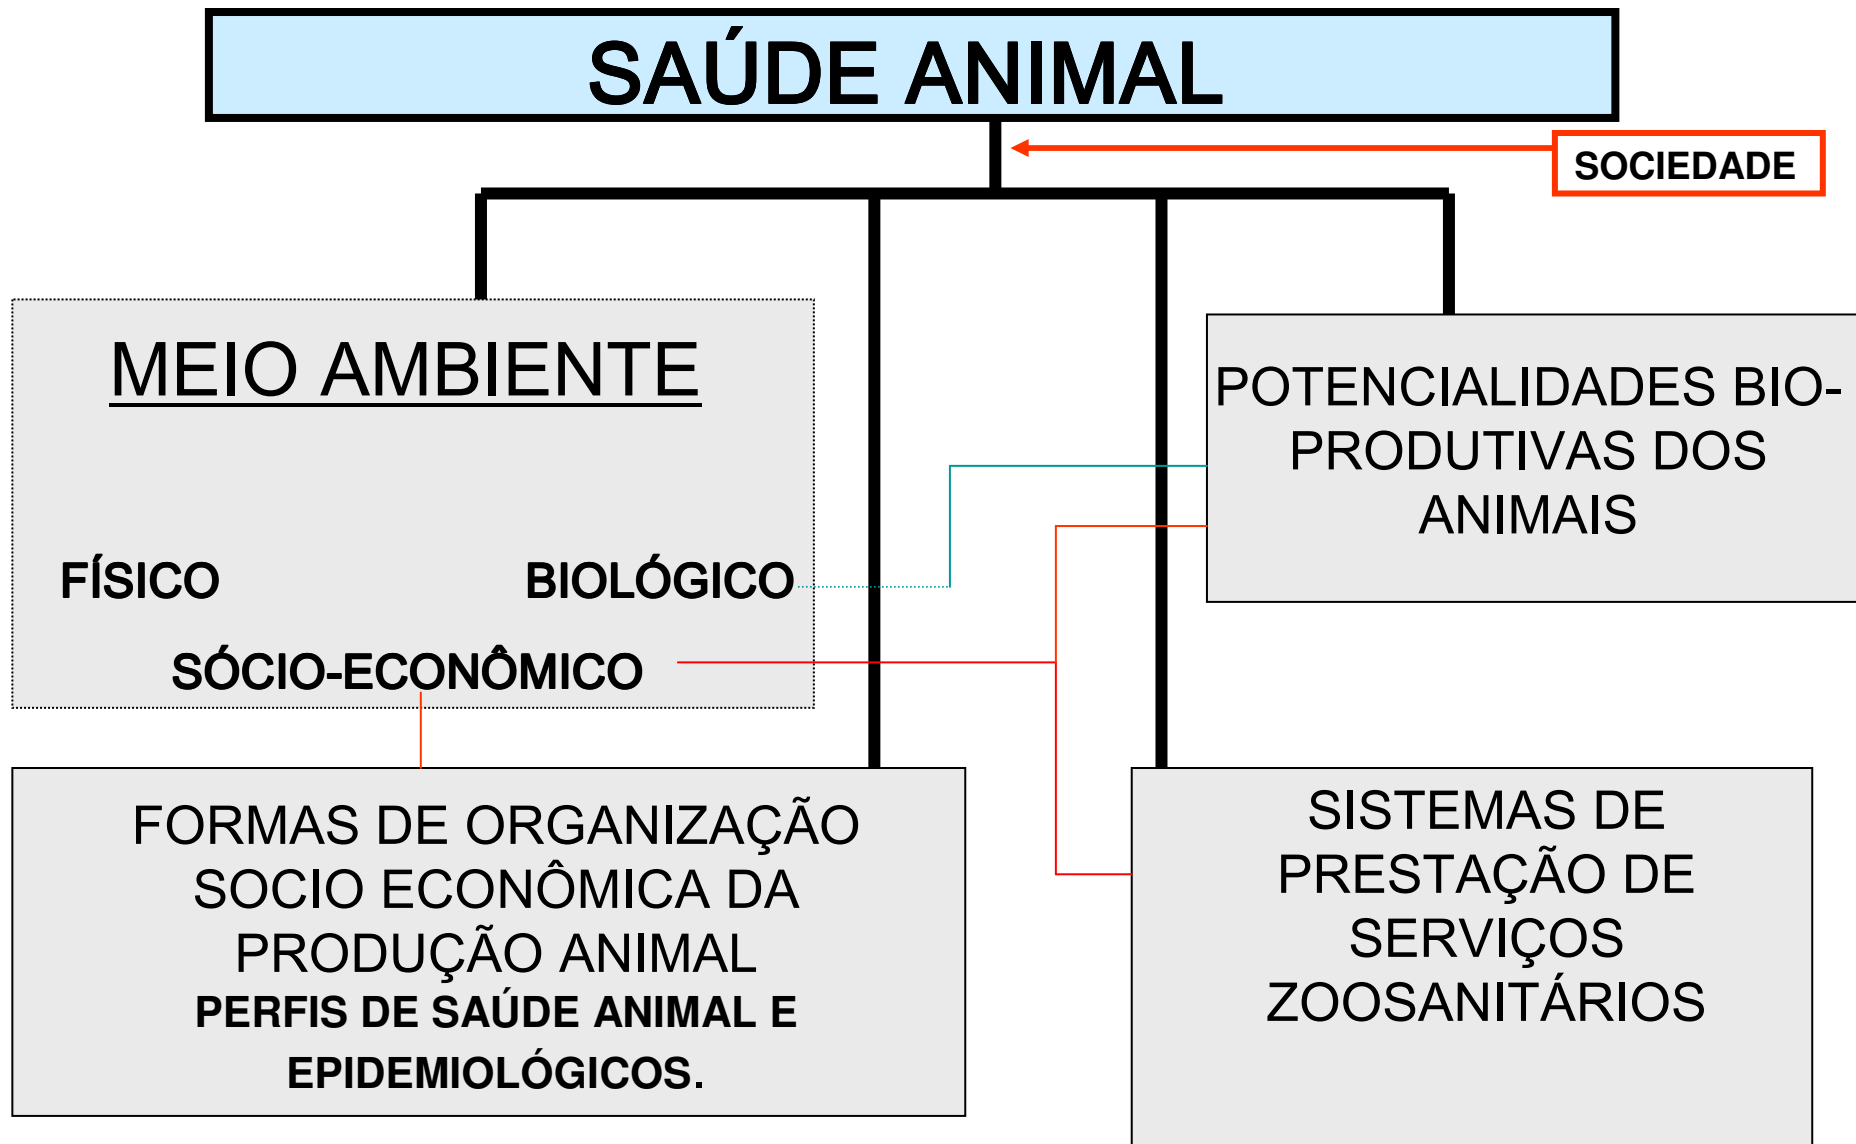 SAÚDE ANIMAL
SOCIEDADE
MEIO AMBIENTE
FÍSICO
BIOLÓGICO
SÓCIO-ECONÔMICO
POTENCIALIDADES BIO-
PRODUTIVAS DOS
ANIMAIS
FORMAS DE ORGANIZAÇÃO
SOCIO ECONÔMICA DA
PRODUÇÃO ANIMAL
PERFIS DE SAÚDE ANIMAL E
EPIDEMIOLÓGICOS.
SISTEMAS DE
PRESTAÇÃO DE
SERVIÇOS
ZOOSANITÁRIOS